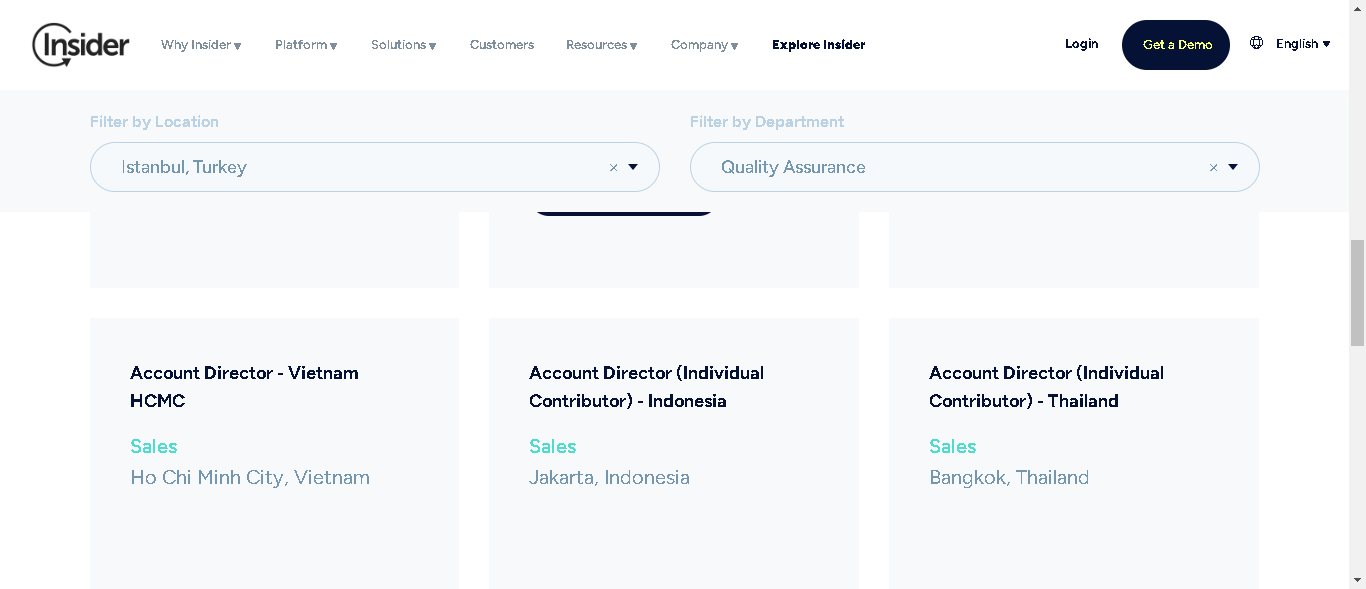 Insider
Why Insider ▾ Platform ▾ Solutions ▾ Customers Resources ▾ Company ▾ Explore Insider Login Get a Demo English ▾
Filter by Location Filter by Department
Istanbul, Turkey × Quality Assurance ×
Account Director - Vietnam
HCMC
Sales
Ho Chi Minh City, Vietnam
Account Director (Individual
Contributor) - Indonesia
Sales
Jakarta, Indonesia
Account Director (Individual
Contributor) - Thailand
Sales
Bangkok, Thailand